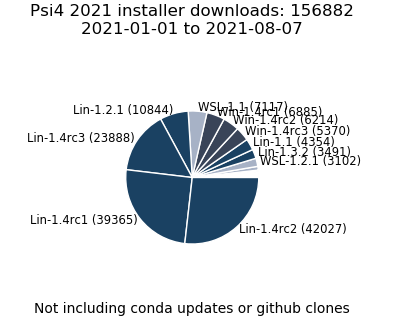 Psi4 2021 installer downloads: 156882
2021-01-01 to 2021-08-07
WSL-1.1 (7117)
Win-1.4rc1 (6885)
Lin-1.2.1 (10844)
Win-1.4rc2 (6214)
Win-1.4rc3 (5370)
Lin-1.4rc3 (23888)
Lin-1.1 (4354)
Lin-1.3.2 (3491)
WSL-1.2.1 (3102)
Lin-1.4rc1 (39365)
Lin-1.4rc2 (42027)
Not including conda updates or github clones